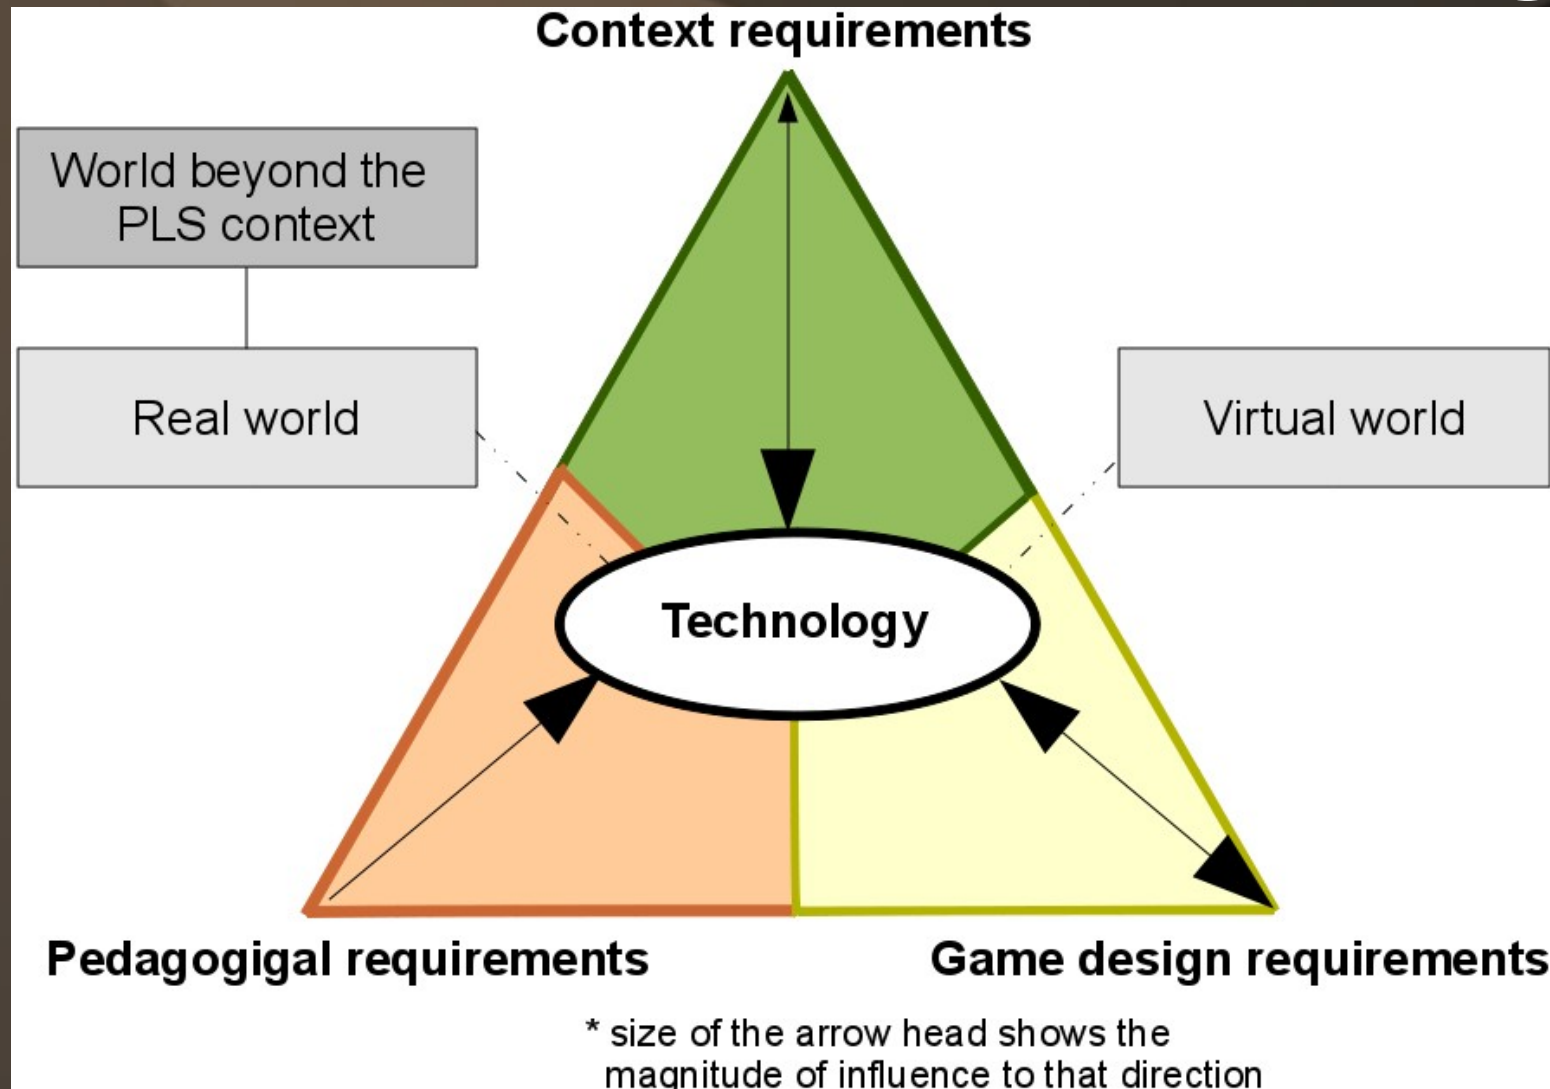 Context requirements
World beyond the
PLS context
Real world
Virtual world
Technology
Pedagogigal requirements
Game design requirements
* size of the arrow head shows the
magnitude of influence to that direction